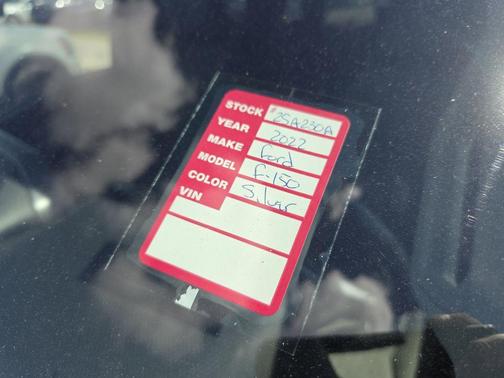 STOCK #25A230A
YEAR 2022
MAKE Ford
MODEL F-150
COLOR Silver
VIN